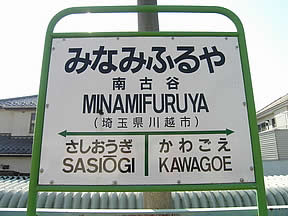 みなみふるや
南古谷
MINAMIFURUYA
(埼玉県川越市)
さしおうぎ かわごえ
SASIŌGI KAWAGOE